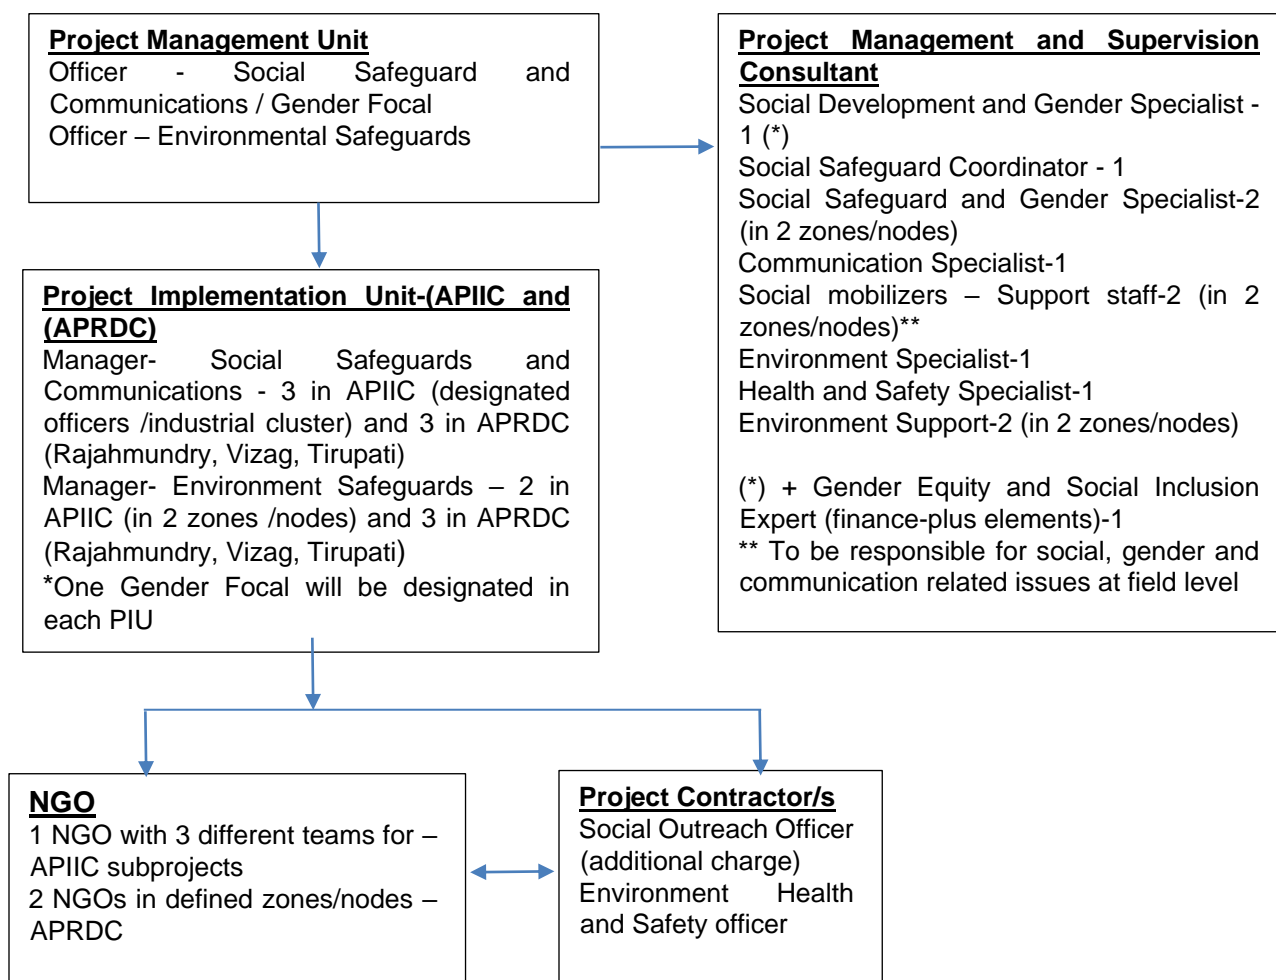 Project Management Unit
Officer - Social Safeguard and
Communications / Gender Focal
Officer – Environmental Safeguards
Project Management and Supervision
Consultant
Social Development and Gender Specialist -
1 (*)
Social Safeguard Coordinator - 1
Social Safeguard and Gender Specialist-2
(in 2 zones/nodes)
Communication Specialist-1
Social mobilizers – Support staff-2 (in 2
zones/nodes)**
Environment Specialist-1
Health and Safety Specialist-1
Environment Support-2 (in 2 zones/nodes)
(*) + Gender Equity and Social Inclusion
Expert (finance-plus elements)-1
** To be responsible for social, gender and
communication related issues at field level
Project Implementation Unit-(APIIC and
(APRDC)
Manager- Social Safeguards and
Communications - 3 in APIIC (designated
officers /industrial cluster) and 3 in APRDC
(Rajahmundry, Vizag, Tirupati)
Manager- Environment Safeguards – 2 in
APIIC (in 2 zones /nodes) and 3 in APRDC
(Rajahmundry, Vizag, Tirupati)
*One Gender Focal will be designated in
each PIU
NGO
1 NGO with 3 different teams for –
APIIC subprojects
2 NGOs in defined zones/nodes –
APRDC
Project Contractor/s
Social Outreach Officer
(additional charge)
Environment Health
and Safety officer